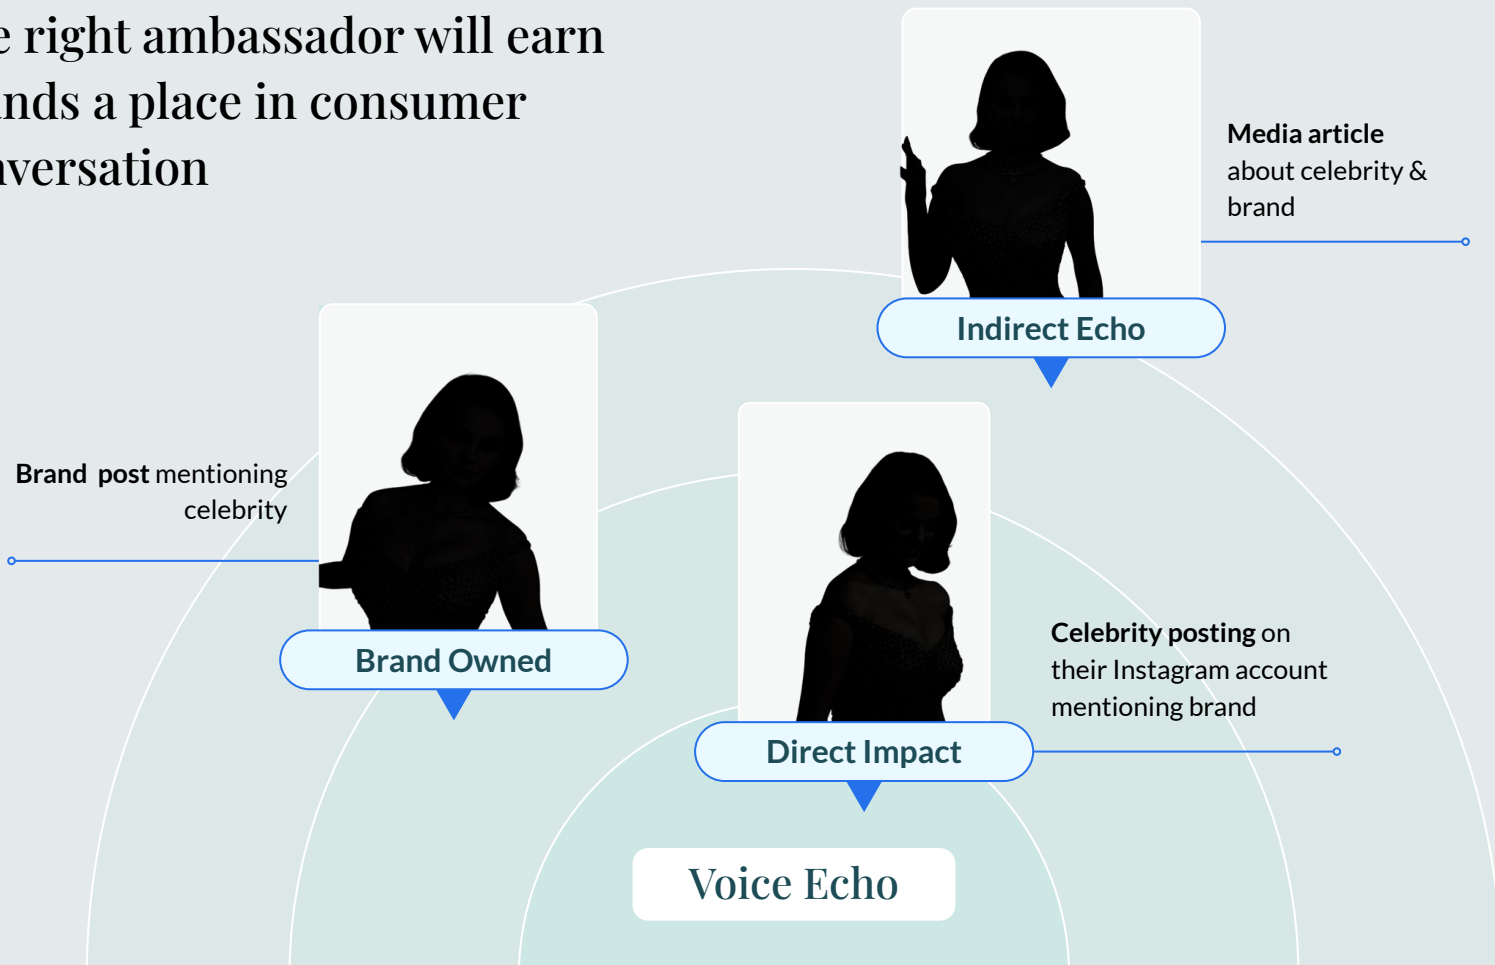 e right ambassador will earn
nds a place in consumer
nversation
Media article
about celebrity &
brand
Indirect Echo
Brand post mentioning
celebrity
Brand Owned
Celebrity posting on
their Instagram account
mentioning brand
Direct Impact
Voice Echo